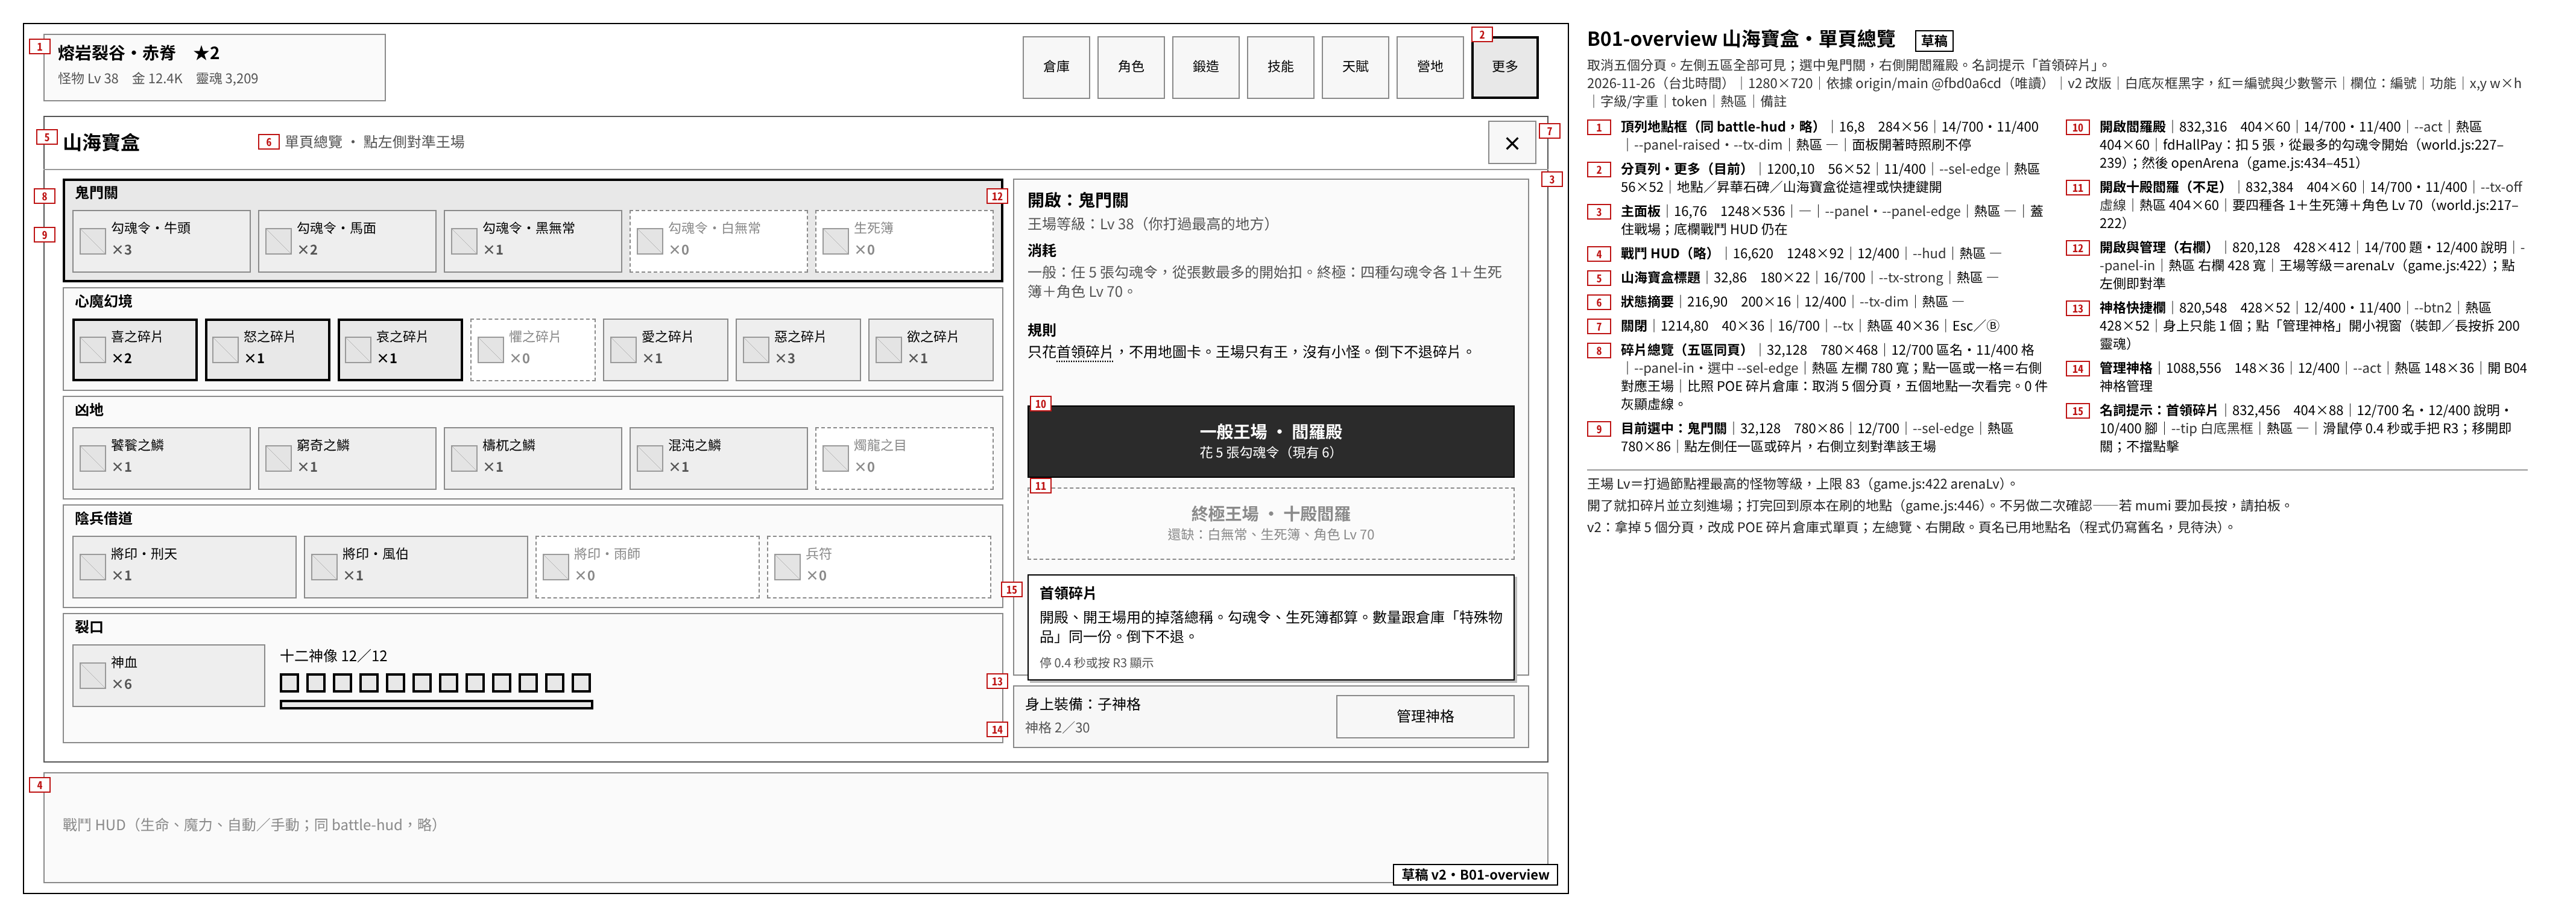 1
熔岩裂谷・赤脊　★2
怪物 Lv 38　金 12.4K　靈魂 3,209
倉庫
角色
鍛造
技能
天賦
營地
2
更多
5
山海寶盒
6
單頁總覽 ・ 點左側對準王場
7
×
8
鬼門關
12
9
勾魂令・牛頭
×3
勾魂令・馬面
×2
勾魂令・黑無常
×1
勾魂令・白無常
×0
生死簿
×0
心魔幻境
喜之碎片
×2
怒之碎片
×1
哀之碎片
×1
懼之碎片
×0
愛之碎片
×1
惡之碎片
×3
欲之碎片
×1
凶地
饕餮之鱗
×1
窮奇之鱗
×1
檮杌之鱗
×1
混沌之鱗
×1
燭龍之目
×0
陰兵借道
將印・刑天
×1
將印・風伯
×1
將印・雨師
×0
兵符
×0
裂口
神血
×6
十二神像 12／12
3
開啟：鬼門關
王場等級：Lv 38（你打過最高的地方）
消耗
一般：任 5 張勾魂令，從張數最多的開始扣。終極：四種勾魂令各 1＋生死
簿＋角色 Lv 70。
規則
只花首領碎片，不用地圖卡。王場只有王，沒有小怪。倒下不退碎片。
10
一般王場 ・ 閻羅殿
花 5 張勾魂令（現有 6）
11
終極王場 ・ 十殿閻羅
還缺：白無常、生死簿、角色 Lv 70
15
首領碎片
開殿、開王場用的掉落總稱。勾魂令、生死簿都算。數量跟倉庫「特殊物
品」同一份。倒下不退。
停 0.4 秒或按 R3 顯示
13
身上裝備：子神格
14
神格 2／30
管理神格
4
戰鬥 HUD（生命、魔力、自動／手動；同 battle-hud，略）
草稿 v2・B01-overview
B01-overview 山海寶盒・單頁總覽　草稿
取消五個分頁。左側五區全部可見；選中鬼門關，右側開閻羅殿。名詞提示「首領碎片」。
2026-11-26（台北時間）｜1280×720｜依據 origin/main @fbd0a6cd（唯讀）｜v2 改版｜白底灰框黑字，紅＝編號與少數警示｜欄位：編號｜功能｜x,y w×h
｜字級/字重｜token｜熱區｜備註
1 頂列地點框（同 battle-hud，略）｜16,8　284×56｜14/700・11/400
｜--panel-raised・--tx-dim｜熱區 —｜面板開著時照刷不停
2 分頁列・更多（目前）｜1200,10　56×52｜11/400｜--sel-edge｜熱區
56×52｜地點／昇華石碑／山海寶盒從這裡或快捷鍵開
3 主面板｜16,76　1248×536｜—｜--panel・--panel-edge｜熱區 —｜蓋
住戰場；底欄戰鬥 HUD 仍在
4 戰鬥 HUD（略）｜16,620　1248×92｜12/400｜--hud｜熱區 —
5 山海寶盒標題｜32,86　180×22｜16/700｜--tx-strong｜熱區 —
6 狀態摘要｜216,90　200×16｜12/400｜--tx-dim｜熱區 —
7 關閉｜1214,80　40×36｜16/700｜--tx｜熱區 40×36｜Esc／Ⓑ
8 碎片總覽（五區同頁）｜32,128　780×468｜12/700 區名・11/400 格
｜--panel-in・選中 --sel-edge｜熱區 左欄 780 寬；點一區或一格＝右側
對應王場｜比照 POE 碎片倉庫：取消 5 個分頁，五個地點一次看完。0 件
灰顯虛線。
9 目前選中：鬼門關｜32,128　780×86｜12/700｜--sel-edge｜熱區
780×86｜點左側任一區或碎片，右側立刻對準該王場
10 開啟閻羅殿｜832,316　404×60｜14/700・11/400｜--act｜熱區
404×60｜fdHallPay：扣 5 張，從最多的勾魂令開始（world.js:227–
239）；然後 openArena（game.js:434–451）
11 開啟十殿閻羅（不足）｜832,384　404×60｜14/700・11/400｜--tx-off
虛線｜熱區 404×60｜要四種各 1＋生死簿＋角色 Lv 70（world.js:217–
222）
12 開啟與管理（右欄）｜820,128　428×412｜14/700 題・12/400 說明｜-
-panel-in｜熱區 右欄 428 寬｜王場等級＝arenaLv（game.js:422）；點
左側即對準
13 神格快捷欄｜820,548　428×52｜12/400・11/400｜--btn2｜熱區
428×52｜身上只能 1 個；點「管理神格」開小視窗（裝卸／長按拆 200
靈魂）
14 管理神格｜1088,556　148×36｜12/400｜--act｜熱區 148×36｜開 B04
神格管理
15 名詞提示：首領碎片｜832,456　404×88｜12/700 名・12/400 說明・
10/400 腳｜--tip 白底黑框｜熱區 —｜滑鼠停 0.4 秒或手把 R3；移開即
關；不擋點擊
王場 Lv＝打過節點裡最高的怪物等級，上限 83（game.js:422 arenaLv）。
開了就扣碎片並立刻進場；打完回到原本在刷的地點（game.js:446）。不另做二次確認——若 mumi 要加長按，請拍板。
v2：拿掉 5 個分頁，改成 POE 碎片倉庫式單頁；左總覽、右開啟。頁名已用地點名（程式仍寫舊名，見待決）。